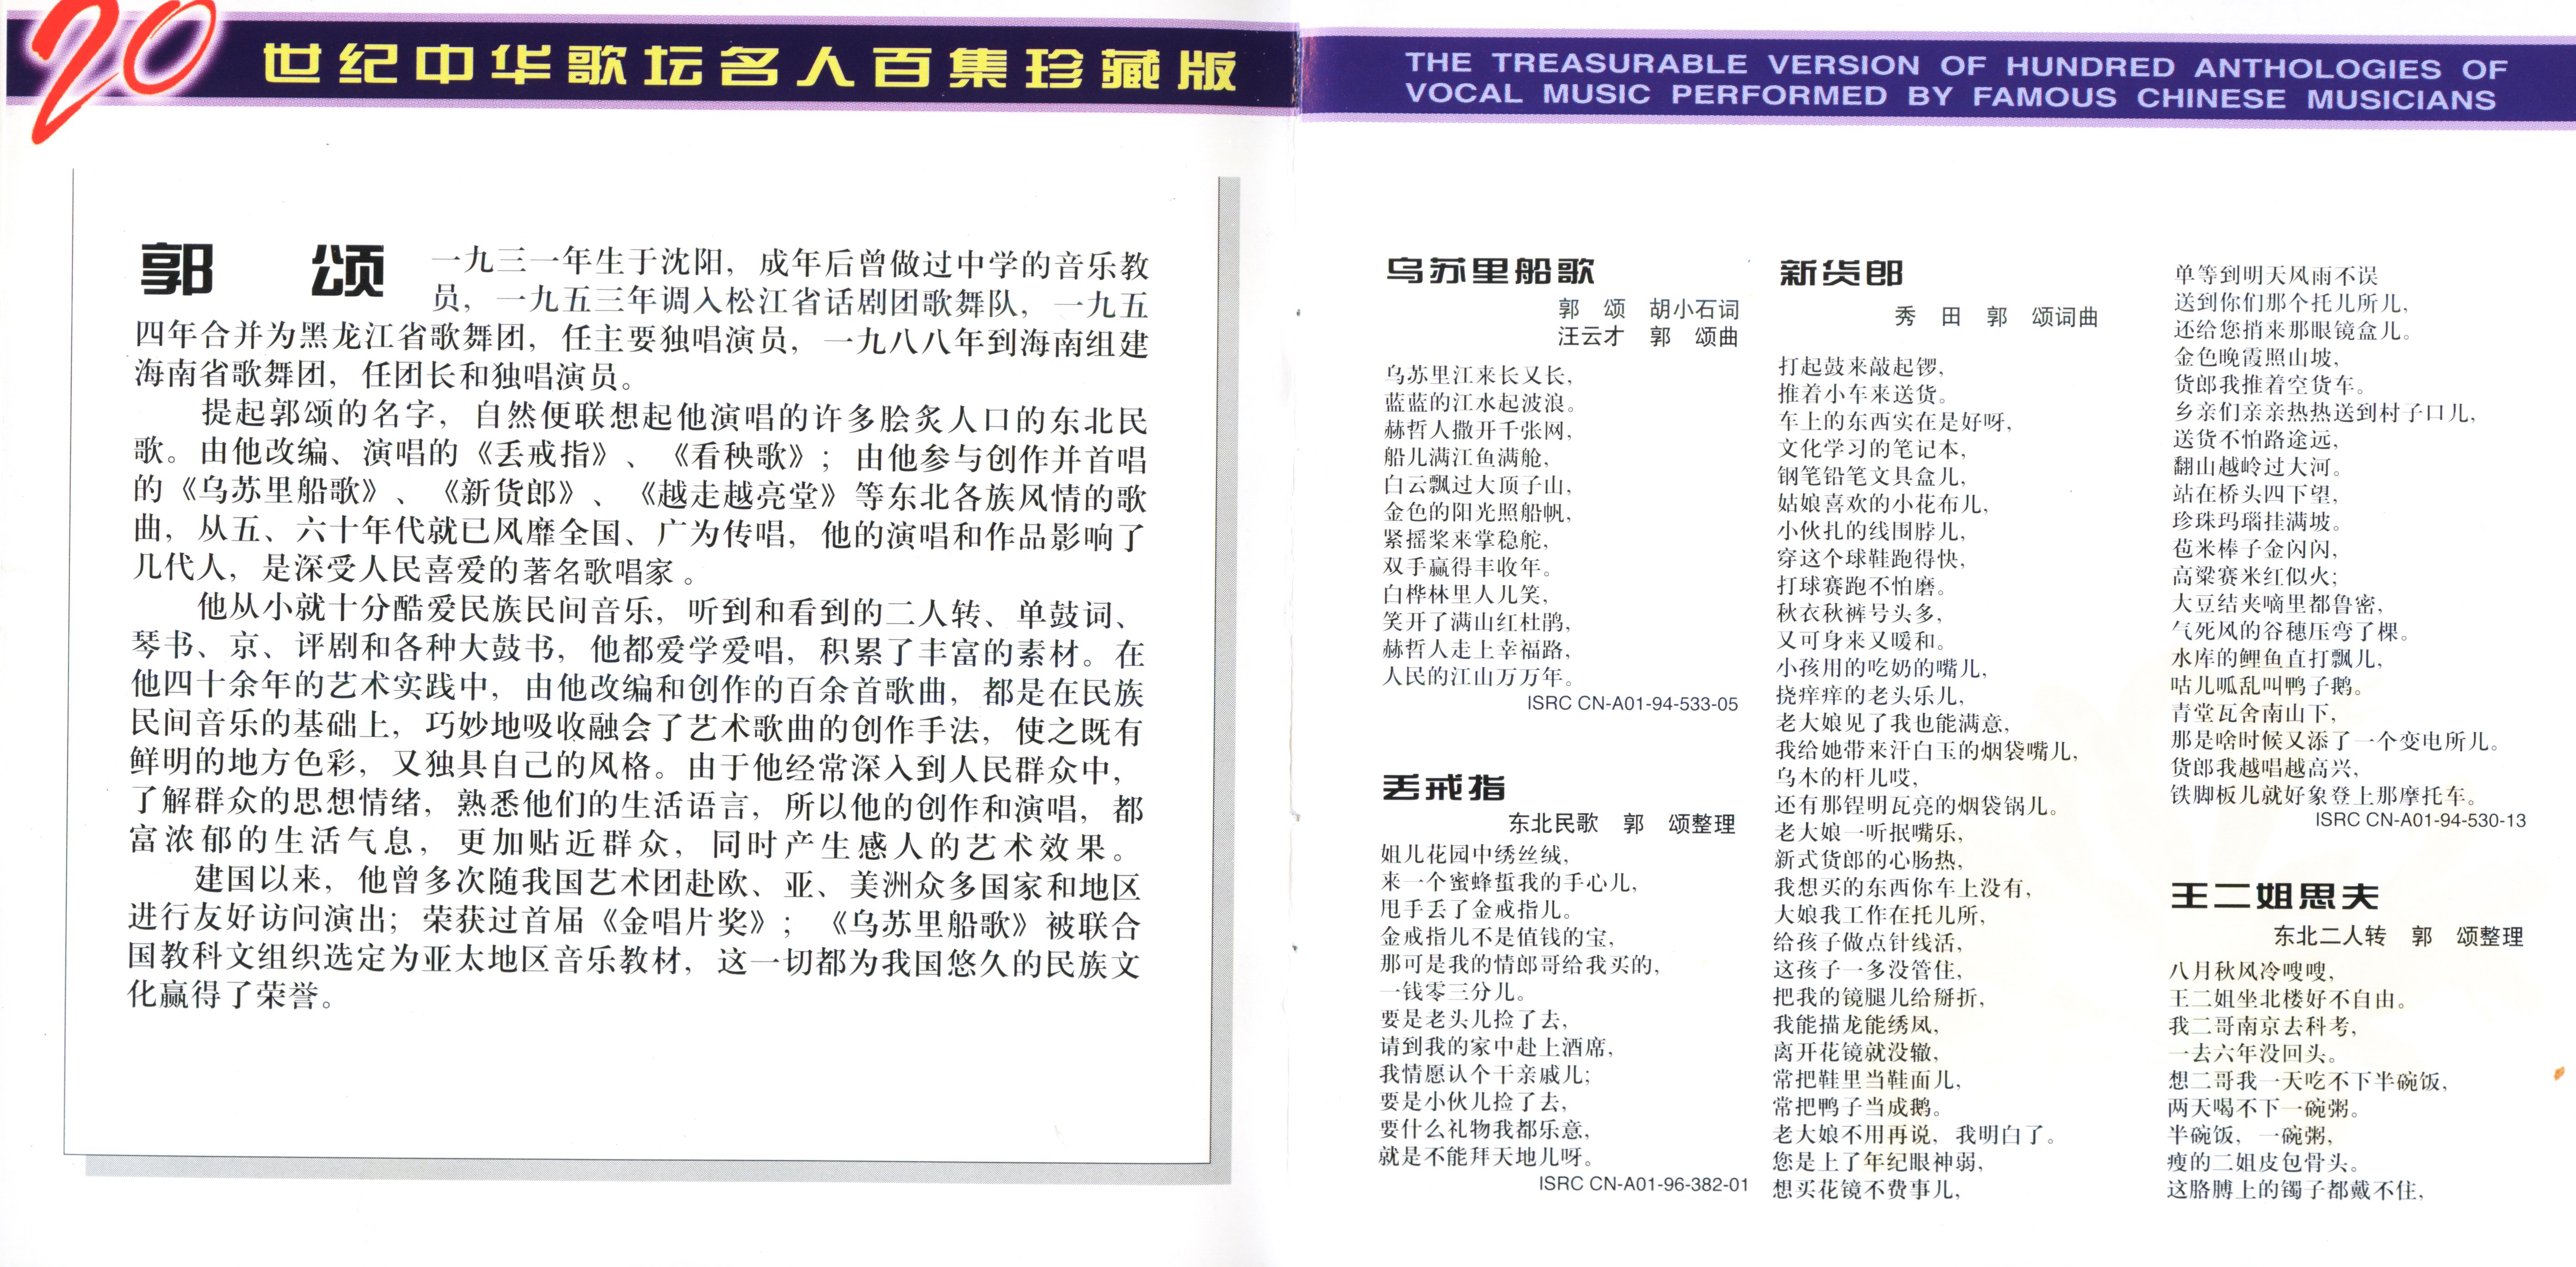 20世纪中华歌坛名人百集珍藏版
THE TREASURABLE VERSION OF HUNDRED ANTHOLOGIES OF
VOCAL MUSIC PERFORMED BY FAMOUS CHINESE MUSICIANS
郭 颂 一九三一年生于沈阳，成年后曾做过中学的音乐教
员，一九五三年调入松江省话剧团歌舞队，一九五
四年合并为黑龙江省歌舞团，任主要独唱演员，一九八八年到海南组建
海南省歌舞团，任团长和独唱演员。
提起郭颂的名字，自然便联想起他演唱的许多脍炙人口的东北民
歌。由他改编、演唱的《丢戒指》、《看秧歌》；由他参与创作并首唱
的《乌苏里船歌》、《新货郎》、《越走越亮堂》等东北各族风情的歌
曲，从五、六十年代就已风靡全国、广为传唱，他的演唱和作品影响了
几代人，是深受人民喜爱的著名歌唱家。
他从小就十分酷爱民族民间音乐，听到和看到的二人转、单鼓词、
琴书、京、评剧和各种大鼓书，他都爱学爱唱，积累了丰富的素材。在
他四十余年的艺术实践中，由他改编和创作的百余首歌曲，都是在民族
民间音乐的基础上，巧妙地吸收融会了艺术歌曲的创作手法，使之既有
鲜明的地方色彩，又独具自己的风格。由于他经常深入到人民群众中，
了解群众的思想情绪，熟悉他们的生活语言，所以他的创作和演唱，都
富浓郁的生活气息，更加贴近群众，同时产生感人的艺术效果。
建国以来，他曾多次随我国艺术团赴欧、亚、美洲众多国家和地区
进行友好访问演出；荣获过首届《金唱片奖》；《乌苏里船歌》被联合
国教科文组织选定为亚太地区音乐教材，这一切都为我国悠久的民族文
化赢得了荣誉。
乌苏里船歌
郭 颂 胡小石词
汪云才 郭 颂曲
乌苏里江来长又长，
蓝蓝的江水起波浪。
赫哲人撒开千张网，
船儿满江鱼满舱，
白云飘过大顶子山，
金色的阳光照船帆，
紧摇桨来掌稳舵，
双手赢得丰收年。
白桦林里人儿笑，
笑开了满山红杜鹃，
赫哲人走上幸福路，
人民的江山万万年。
ISRC CN-A01-94-533-05
丢戒指
东北民歌 郭 颂整理
姐儿花园中绣丝绒，
来一个蜜蜂蜇我的手心儿，
甩手丢了金戒指儿。
金戒指儿不是值钱的宝，
那可是我的情郎哥给我买的，
一钱零三分儿。
要是老头儿捡了去，
请到我的家中赴上酒席，
我情愿认个干亲戚儿；
要是小伙儿捡了去，
要什么礼物我都乐意，
就是不能拜天地儿呀。
ISRC CN-A01-96-382-01
新货郎
秀 田 郭 颂词曲
打起鼓来敲起锣，
推着小车来送货。
车上的东西实在是好呀，
文化学习的笔记本，
钢笔铅笔文具盒儿，
姑娘喜欢的小花布儿，
小伙扎的线围脖儿，
穿这个球鞋跑得快，
打球赛跑不怕磨。
秋衣秋裤号头多，
又可身来又暖和。
小孩用的吃奶的嘴儿，
挠痒痒的老头乐儿，
老大娘见了我也能满意，
我给她带来汗白玉的烟袋嘴儿，
乌木的杆儿哎，
还有那锃明瓦亮的烟袋锅儿。
老大娘一听抿嘴乐，
新式货郎的心肠热，
我想买的东西你车上没有，
大娘我工作在托儿所，
给孩子做点针线活，
这孩子一多没管住，
把我的镜腿儿给掰折，
我能描龙能绣凤，
离开花镜就没辙，
常把鞋里当鞋面儿，
常把鸭子当成鹅。
老大娘不用再说，我明白了。
您是上了年纪眼神弱，
想买花镜不费事儿，
单等到明天风雨不误
送到你们那个托儿所儿，
还给您捎来那眼镜盒儿。
金色晚霞照山坡，
货郎我推着空货车。
乡亲们亲亲热热送到村子口儿，
送货不怕路途远，
翻山越岭过大河。
站在桥头四下望，
珍珠玛瑙挂满坡。
苞米棒子金闪闪，
高粱赛米红似火；
大豆结夹嘀里都鲁密，
气死风的谷穗压弯了棵。
水库的鲤鱼直打飘儿，
咕儿呱乱叫鸭子鹅。
青堂瓦舍南山下，
那是啥时候又添了一个变电所儿。
货郎我越唱越高兴，
铁脚板儿就好象登上那摩托车。
ISRC CN-A01-94-530-13
王二姐思夫
东北二人转 郭 颂整理
八月秋风冷嗖嗖，
王二姐坐北楼好不自由。
我二哥南京去科考，
一去六年没回头。
想二哥我一天吃不下半碗饭，
两天喝不下一碗粥。
半碗饭，一碗粥，
瘦的二姐皮包骨头。
这胳膊上的镯子都戴不住，